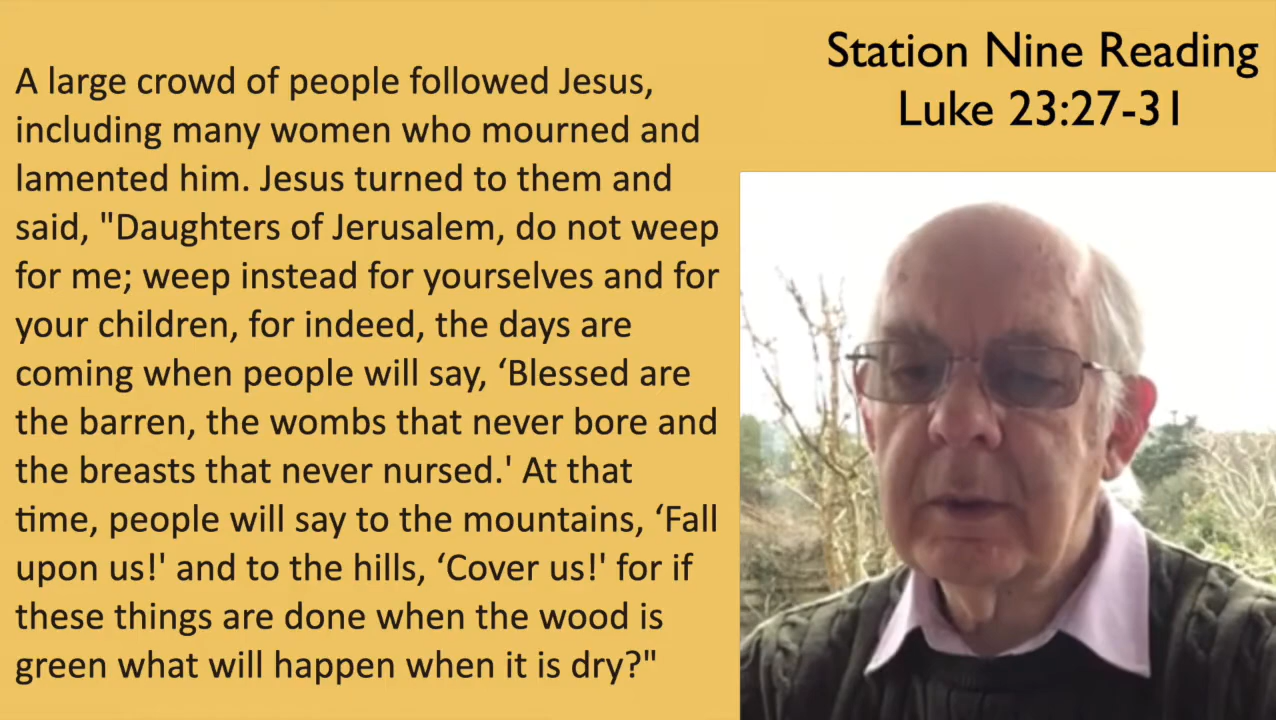 Station Nine Reading
Luke 23:27-31
A large crowd of people followed Jesus,
including many women who mourned and
lamented him. Jesus turned to them and
said, "Daughters of Jerusalem, do not weep
for me; weep instead for yourselves and for
your children, for indeed, the days are
coming when people will say, ‘Blessed are
the barren, the wombs that never bore and
the breasts that never nursed.' At that
time, people will say to the mountains, ‘Fall
upon us!' and to the hills, ‘Cover us!' for if
these things are done when the wood is
green what will happen when it is dry?"